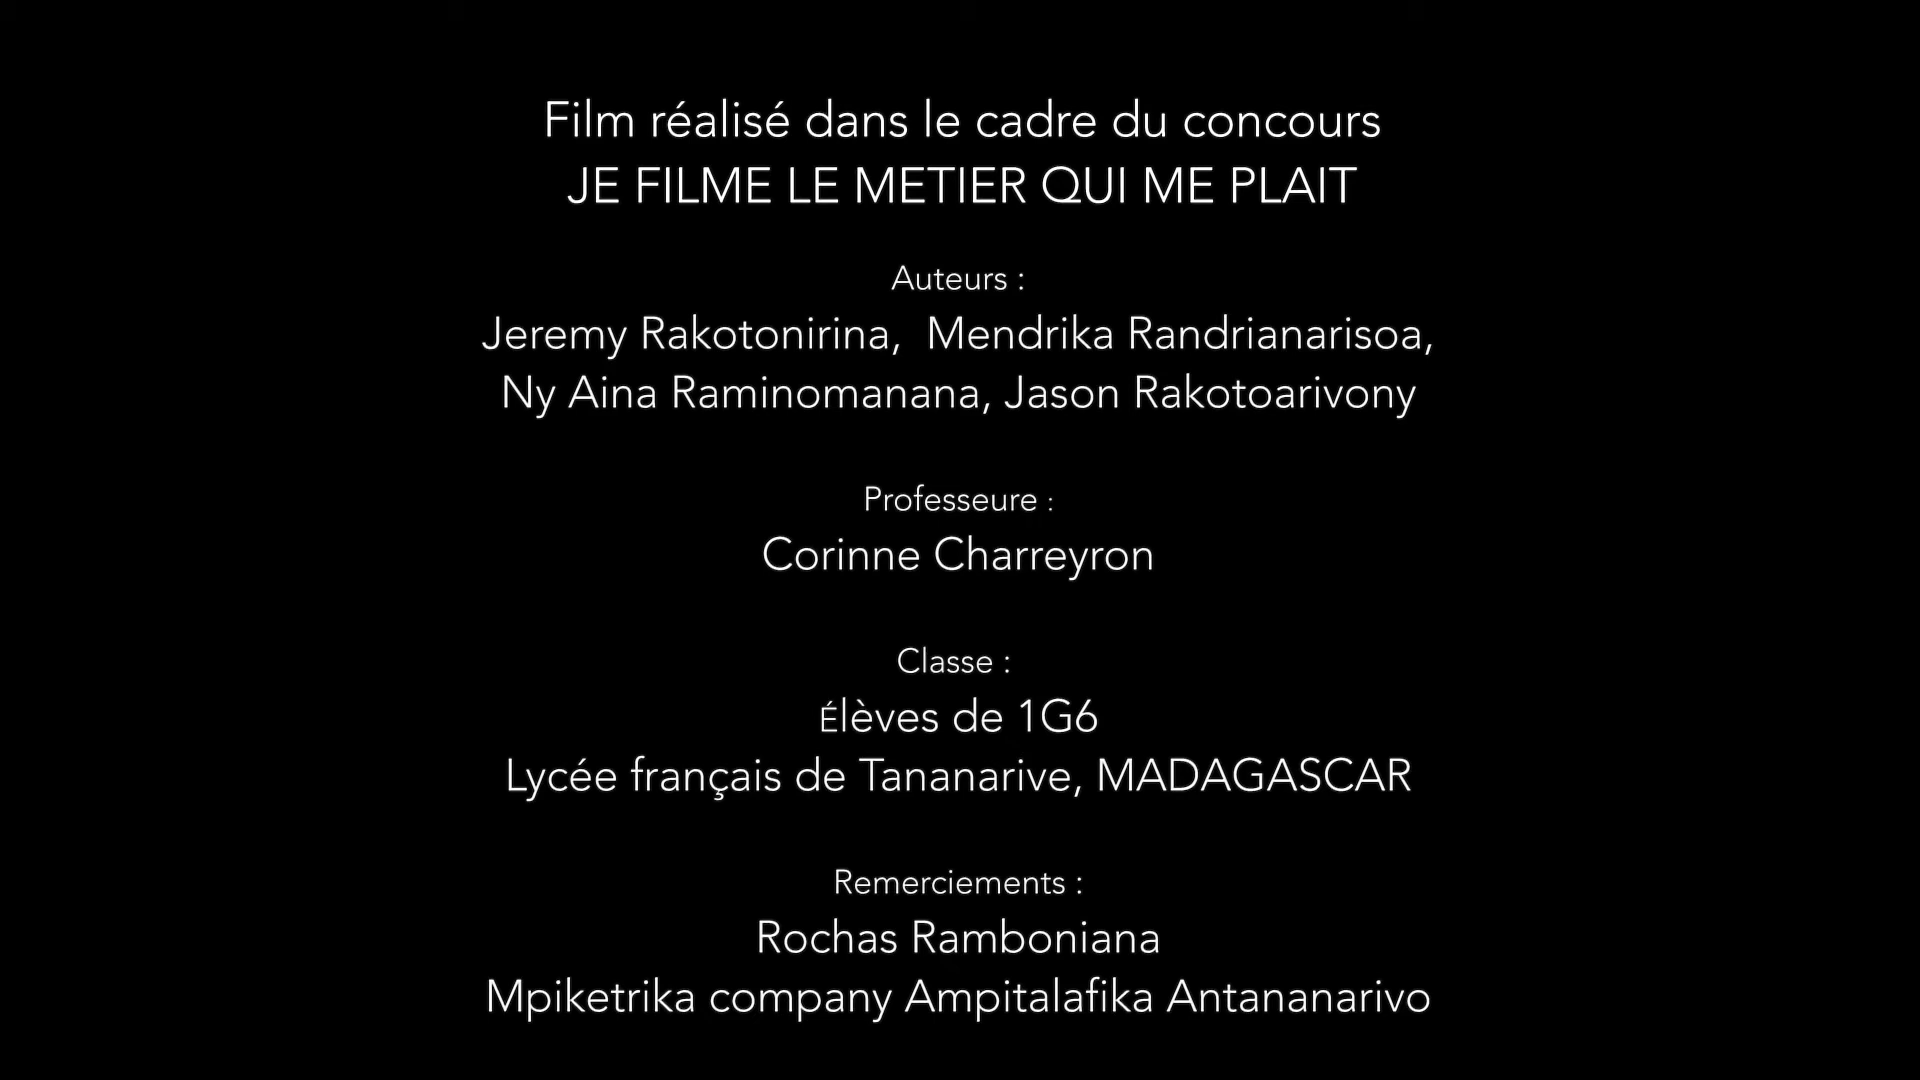 Film réalisé dans le cadre du concours
JE FILME LE METIER QUI ME PLAIT
Auteurs :
Jeremy Rakotonirina, Mendrika Randrianarisoa,
Ny Aina Raminomanana, Jason Rakotoarivony
Professeure :
Corinne Charreyron
Classe :
Élèves de 1G6
Lycée français de Tananarive, MADAGASCAR
Remerciements :
Rochas Ramboniana
Mpiketrika company Ampitalafika Antananarivo